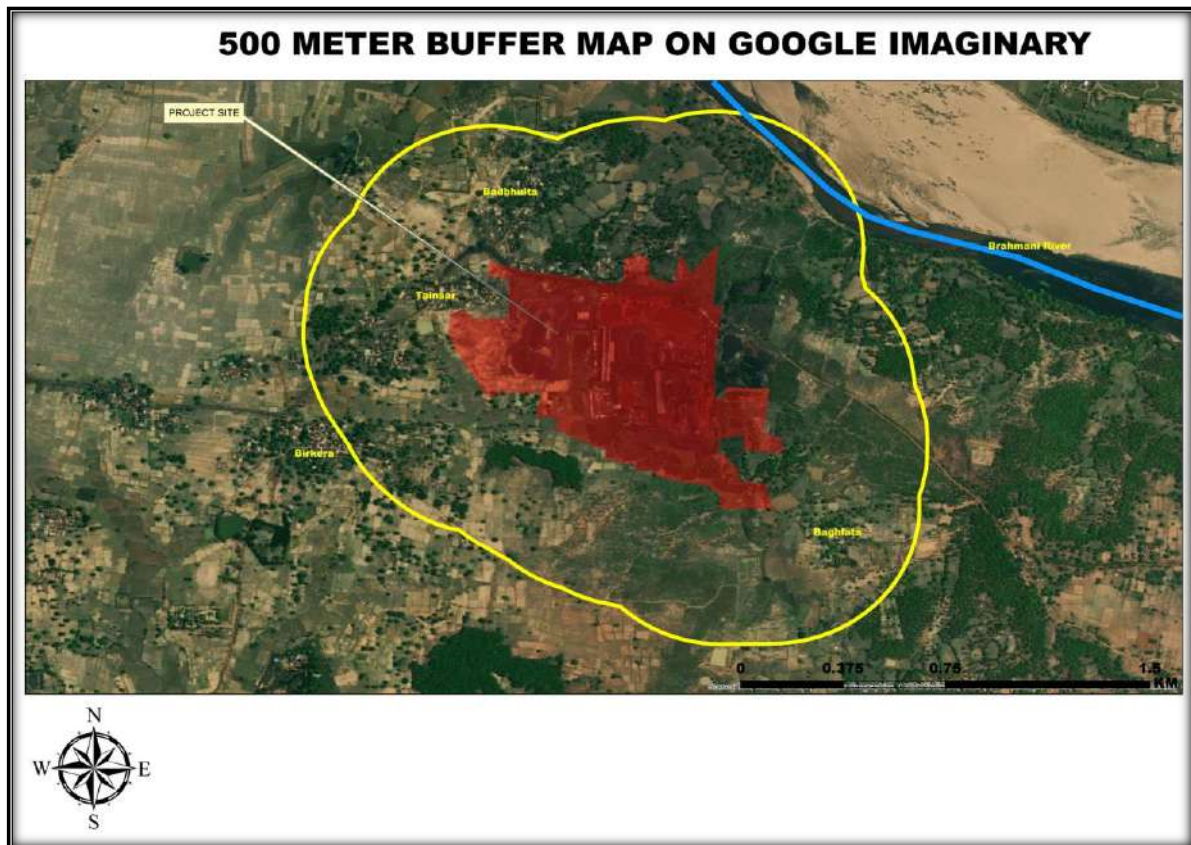 500 METER BUFFER MAP ON GOOGLE IMAGINARY
PROJECT SITE
Badbhuita
Brahmani River
Tainsar
Birkera
Baghlata
0 0.375 0.75 1.5
KM
N
W E
S